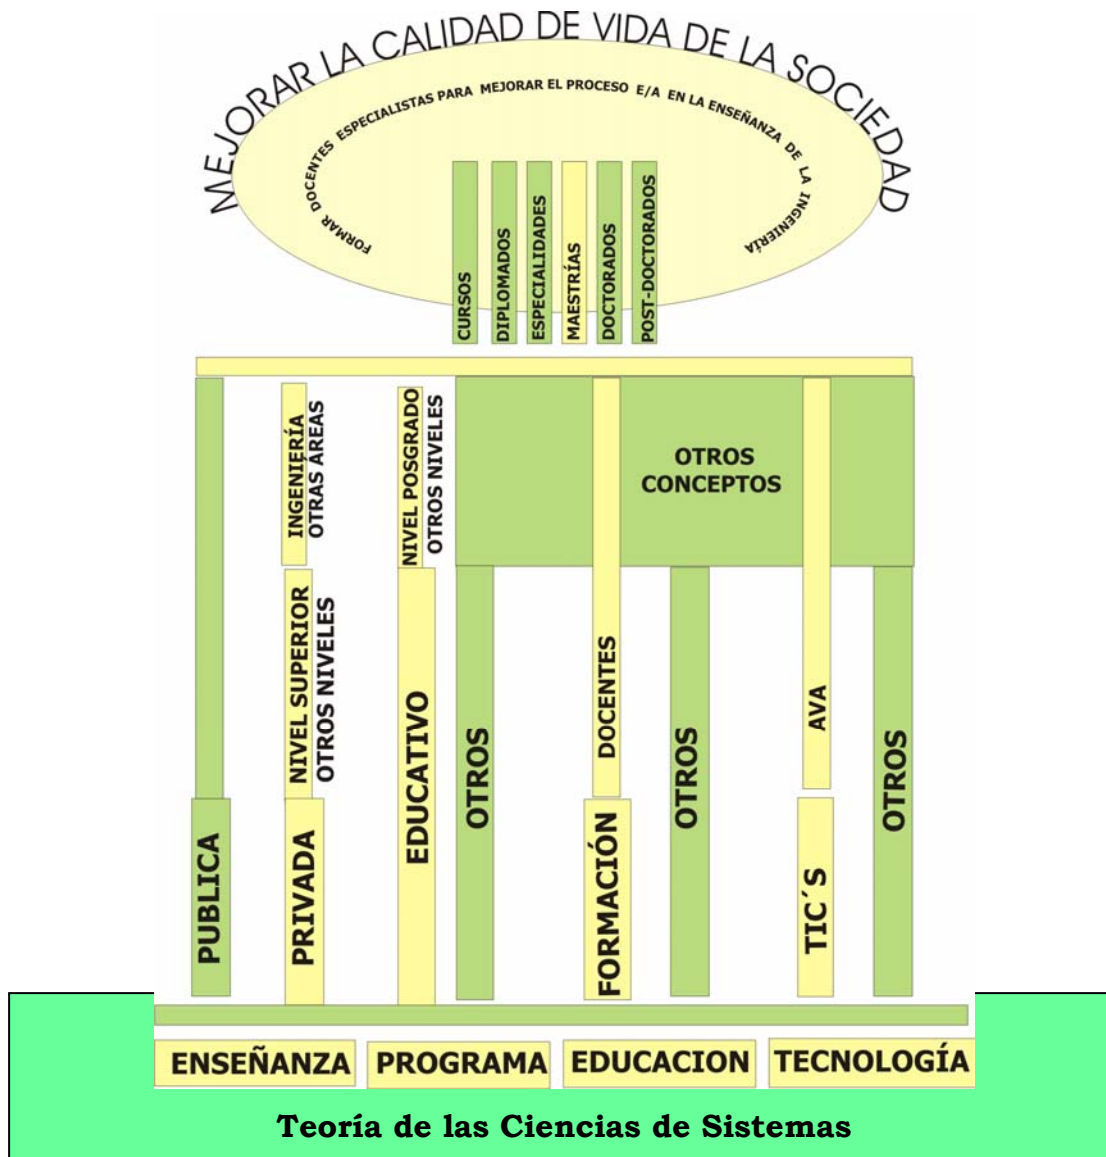 MEJORAR LA CALIDAD DE VIDA DE LA SOCIEDAD
FORMAR DOCENTES ESPECIALISTAS PARA MEJORAR EL PROCESO E/A EN LA ENSEÑANZA DE LA INGENIERÍA
CURSOS
DIPLOMADOS
ESPECIALIDADES
MAESTRÍAS
DOCTORADOS
POST-DOCTORADOS
INGENIERÍA
OTRAS ÁREAS
NIVEL POSGRADO
OTROS NIVELES
OTROS
CONCEPTOS
NIVEL SUPERIOR
OTROS NIVELES
DOCENTES
AVA
PUBLICA
PRIVADA
EDUCATIVO
OTROS
FORMACIÓN
OTROS
TIC´S
OTROS
ENSEÑANZA
PROGRAMA
EDUCACION
TECNOLOGÍA
Teoría de las Ciencias de Sistemas